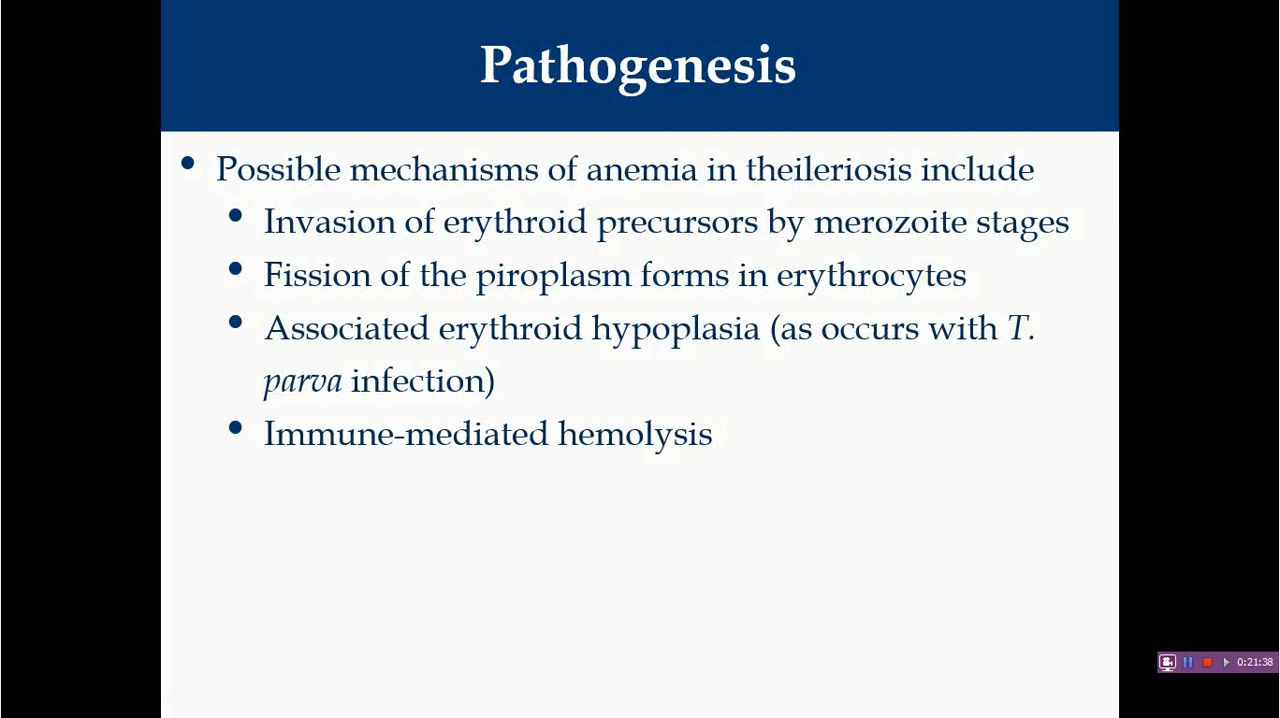 Pathogenesis
• Possible mechanisms of anemia in theileriosis include
• Invasion of erythroid precursors by merozoite stages
• Fission of the piroplasm forms in erythrocytes
• Associated erythroid hypoplasia (as occurs with T.
parva infection)
• Immune-mediated hemolysis
0:21:38